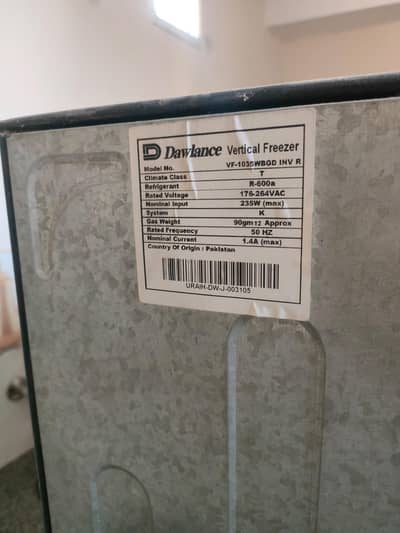 Dawlance Vertical Freezer
Model No. VF-1035WBGD INV R
Climate Class T
Refrigerant R-600a
Rated Voltage 176-264VAC
Nominal Input 235W (max)
System K
Gas Weight 90gm±2 Approx
Rated Frequency 50 HZ
Nominal Current 1.4A (max)
Country Of Origin : Pakistan
URAIH-DW-J-003105